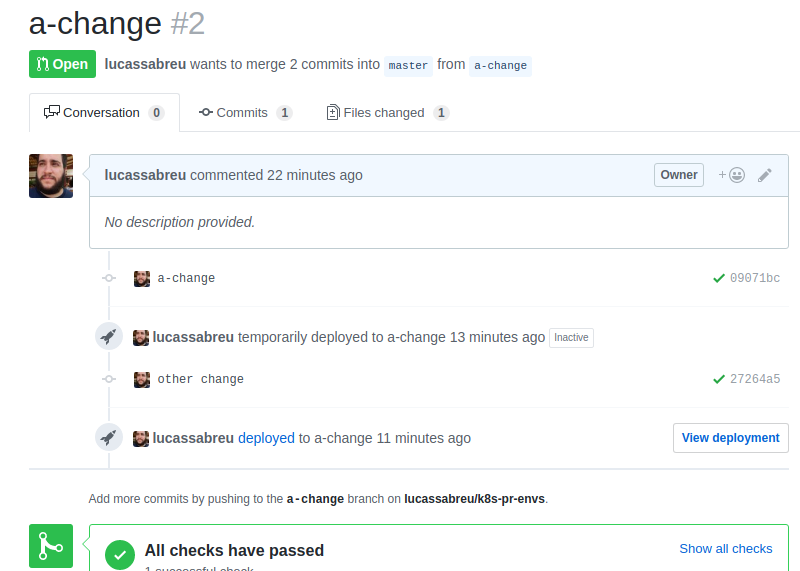 a-change #2
Open lucassabreu wants to merge 2 commits into master from a-change
Conversation 0 Commits 1 Files changed 1
lucassabreu commented 22 minutes ago Owner +
No description provided.
a-change 09071bc
lucassabreu temporarily deployed to a-change 13 minutes ago Inactive
other change 27264a5
lucassabreu deployed to a-change 11 minutes ago View deployment
Add more commits by pushing to the a-change branch on lucassabreu/k8s-pr-envs.
All checks have passed Show all checks
1 successful check